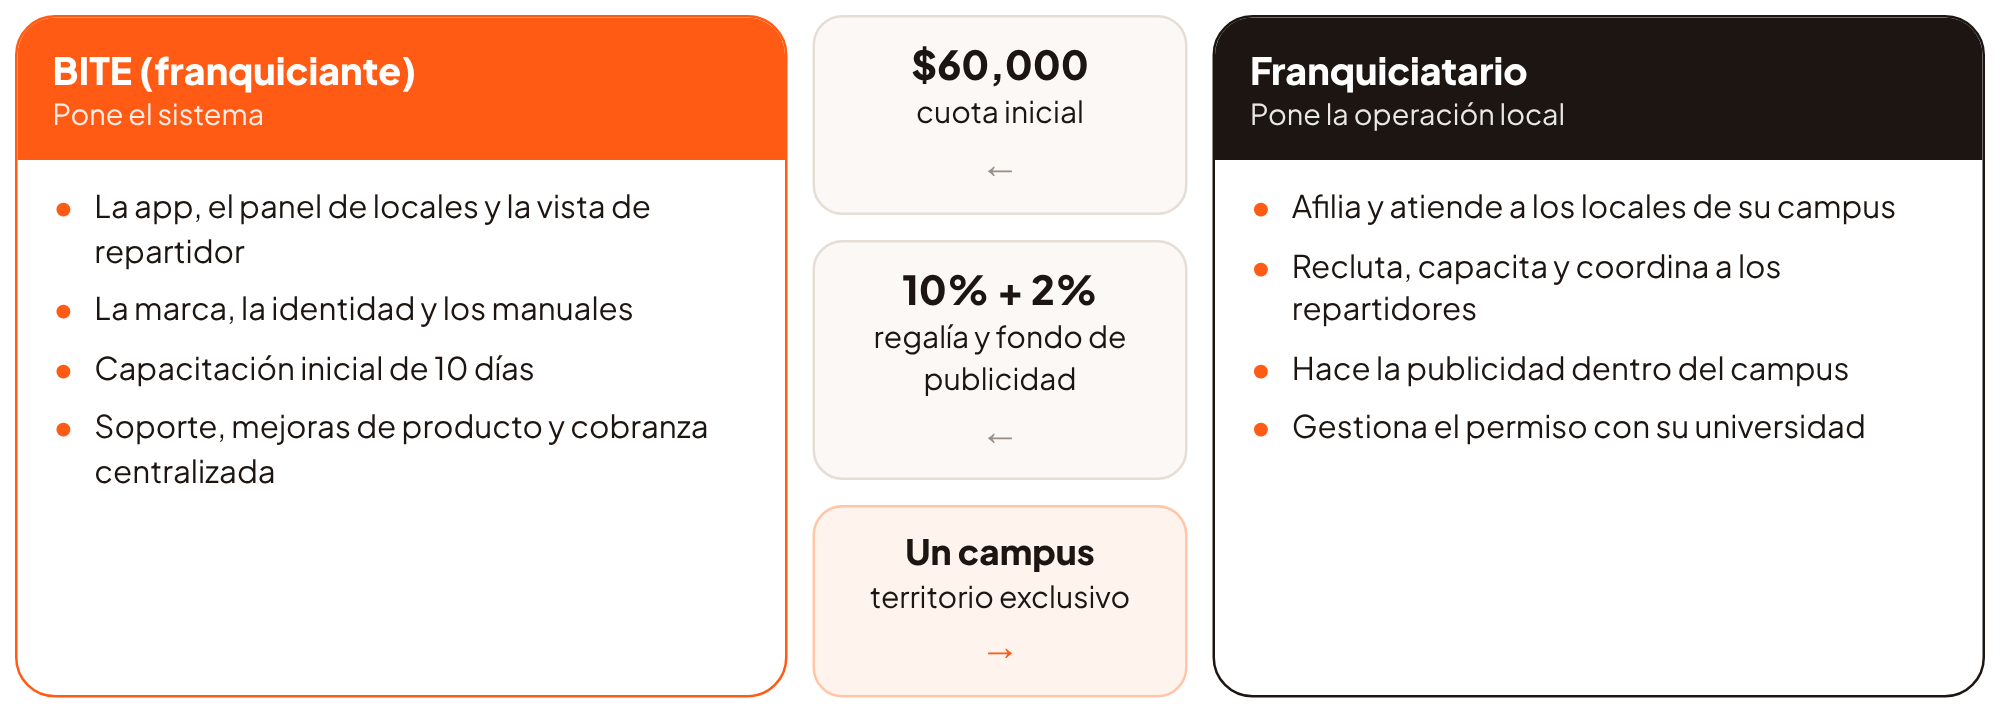 BITE (franquiciante)
Pone el sistema
• La app, el panel de locales y la vista de
repartidor
• La marca, la identidad y los manuales
• Capacitación inicial de 10 días
• Soporte, mejoras de producto y cobranza
centralizada
$60,000
cuota inicial
←
10% + 2%
regalía y fondo de
publicidad
←
Un campus
territorio exclusivo
→
Franquiciatario
Pone la operación local
• Afilia y atiende a los locales de su campus
• Recluta, capacita y coordina a los
repartidores
• Hace la publicidad dentro del campus
• Gestiona el permiso con su universidad